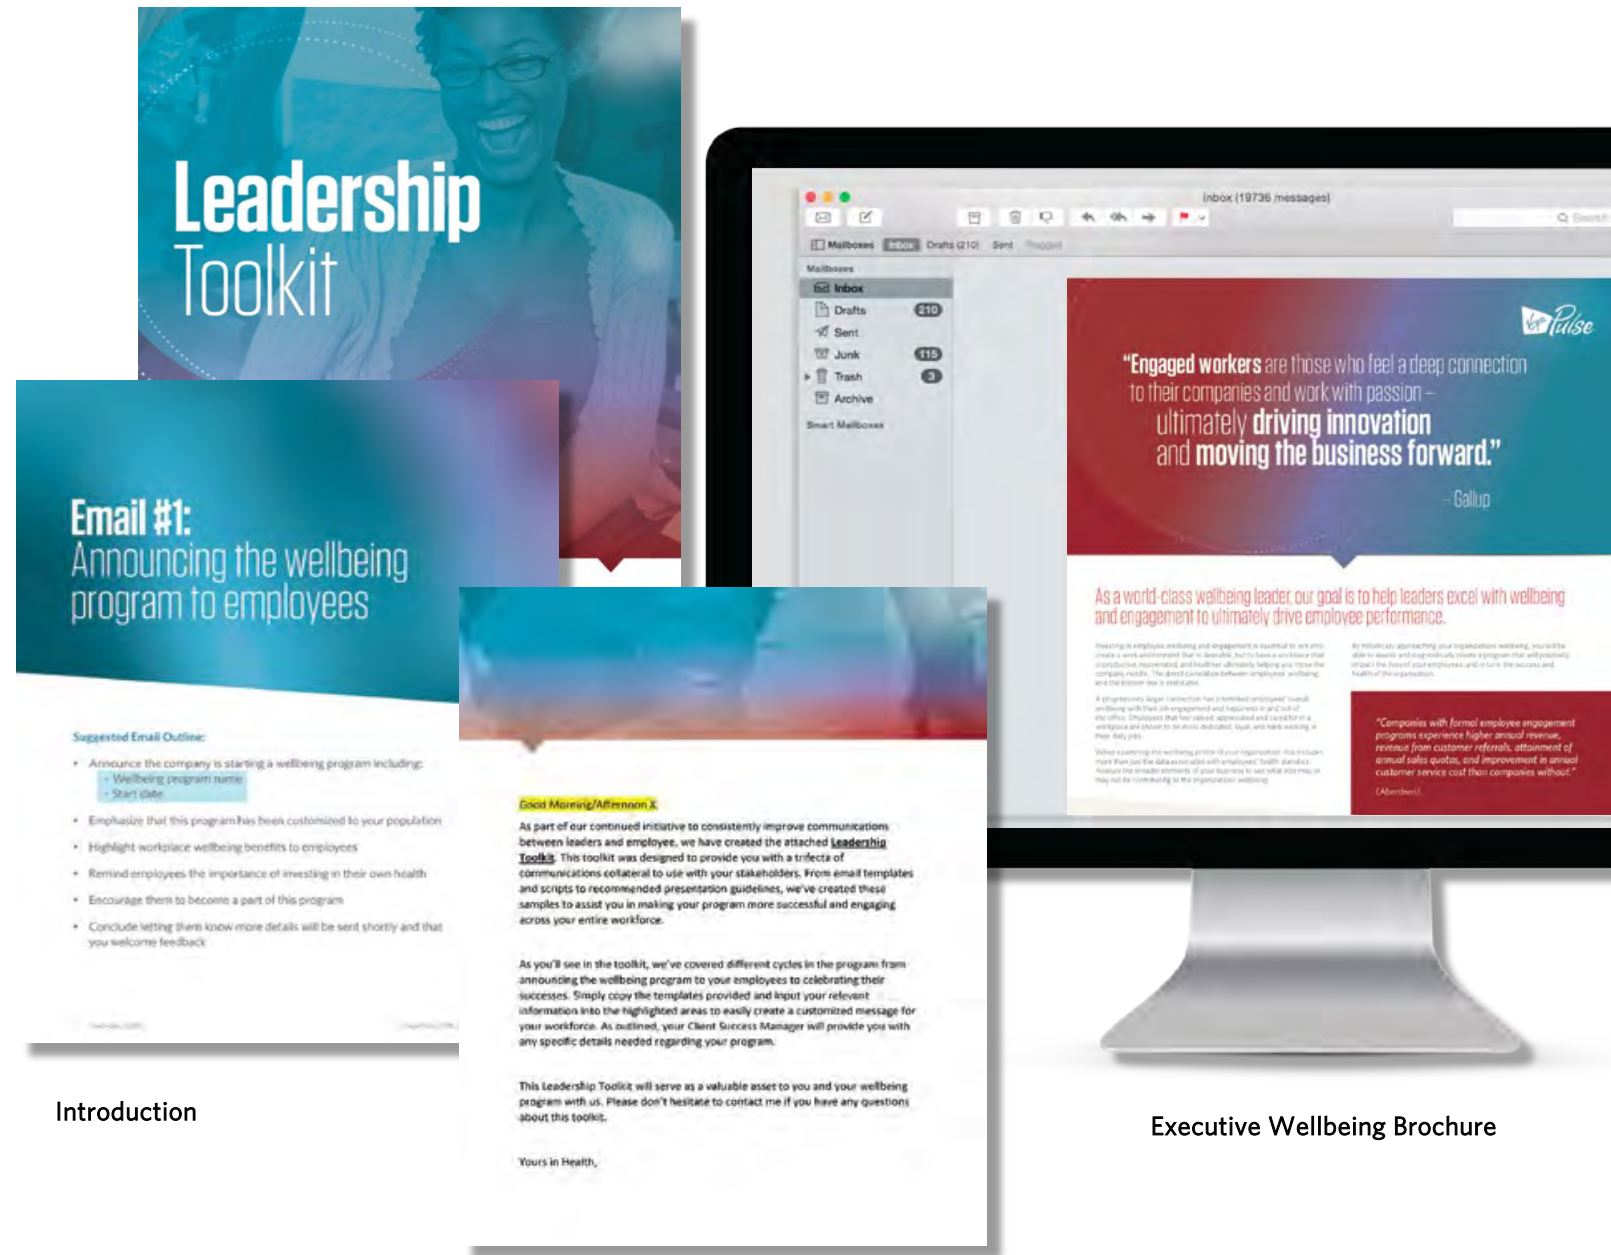 Leadership
Toolkit
Email #1:
Announcing the wellbeing
program to employees
Suggested Email Outline:
• Announce the company is starting a wellbeing program including:
- Wellbeing program name
- Start date
• Emphasize that this program has been customized to your population
• Highlight workplace wellbeing benefits to employees
• Remind employees the importance of investing in their own health
• Encourage them to become a part of this program
• Conclude letting them know more details will be sent shortly and that
you welcome feedback
Introduction
Good Morning/Afternoon X,
As part of our continued initiative to consistently improve communications
between leaders and employee, we have created the attached Leadership
Toolkit. This toolkit was designed to provide you with a trifecta of
communications collateral to use with your stakeholders. From email templates
and scripts to recommended presentation guidelines, we've created these
samples to assist you in making your program more successful and engaging
across your entire workforce.
As you'll see in the toolkit, we've covered different cycles in the program from
announcing the wellbeing program to your employees to celebrating their
successes. Simply copy the templates provided and input your relevant
information into the highlighted areas to easily create a customized message for
your workforce. As outlined, your Client Success Manager will provide you with
any specific details needed regarding your program.
This Leadership Toolkit will serve as a valuable asset to you and your wellbeing
program with us. Please don't hesitate to contact me if you have any questions
about this toolkit.
Yours in Health,
Inbox (19736 messages)
Search
Mailboxes Inbox Drafts (210) Sent Flagged
Mailboxes
Inbox
Drafts 210
Sent
Junk 115
Trash 3
Archive
Smart Mailboxes
Virgin Pulse
“Engaged workers are those who feel a deep connection
to their companies and work with passion –
ultimately driving innovation
and moving the business forward.”
– Gallup
As a world-class wellbeing leader, our goal is to help leaders excel with wellbeing
and engagement to ultimately drive employee performance.
"Companies with formal employee engagement
programs experience higher annual revenue,
revenue from customer referrals, attainment of
annual sales quotas, and improvement in annual
customer service cost than companies without."
(Aberdeen)
Executive Wellbeing Brochure